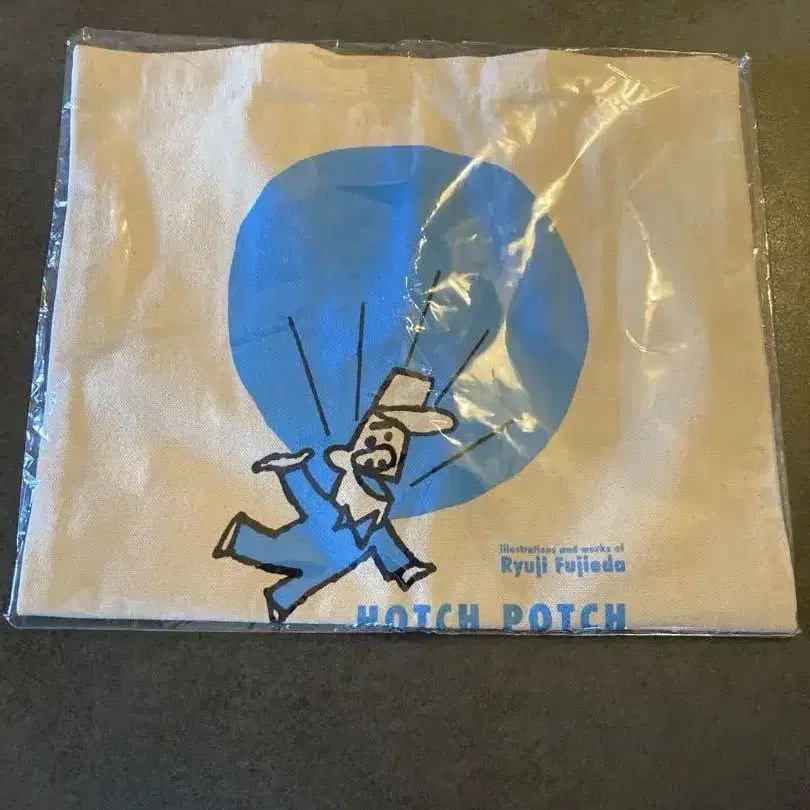 Illustrations and works of
Ryuji Fujieda
HOTCH POTCH